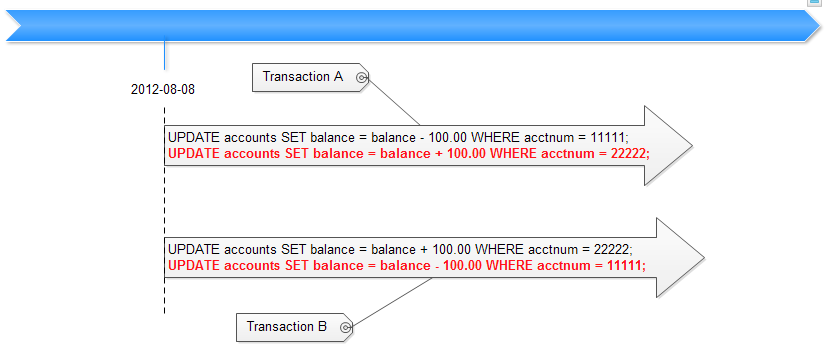 2012-08-08
Transaction A
UPDATE accounts SET balance = balance - 100.00 WHERE acctnum = 11111;
UPDATE accounts SET balance = balance + 100.00 WHERE acctnum = 22222;
UPDATE accounts SET balance = balance + 100.00 WHERE acctnum = 22222;
UPDATE accounts SET balance = balance - 100.00 WHERE acctnum = 11111;
Transaction B